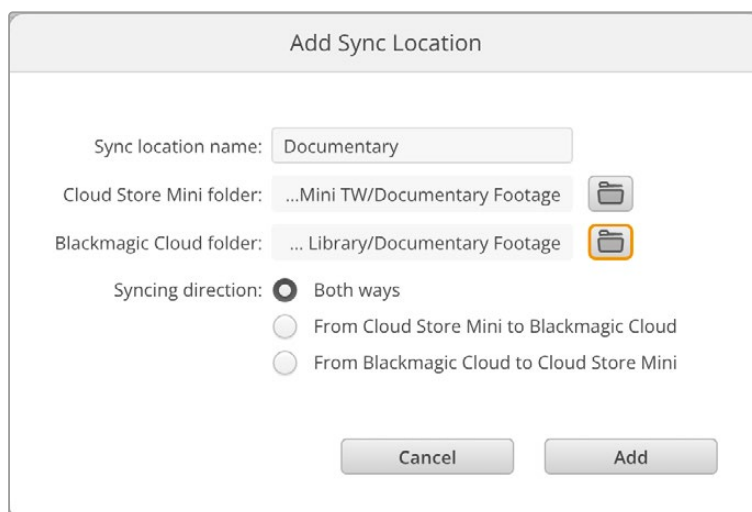 Add Sync Location
Sync location name: Documentary
Cloud Store Mini folder: ...Mini TW/Documentary Footage
Blackmagic Cloud folder: ... Library/Documentary Footage
Syncing direction: Both ways
From Cloud Store Mini to Blackmagic Cloud
From Blackmagic Cloud to Cloud Store Mini
Cancel Add